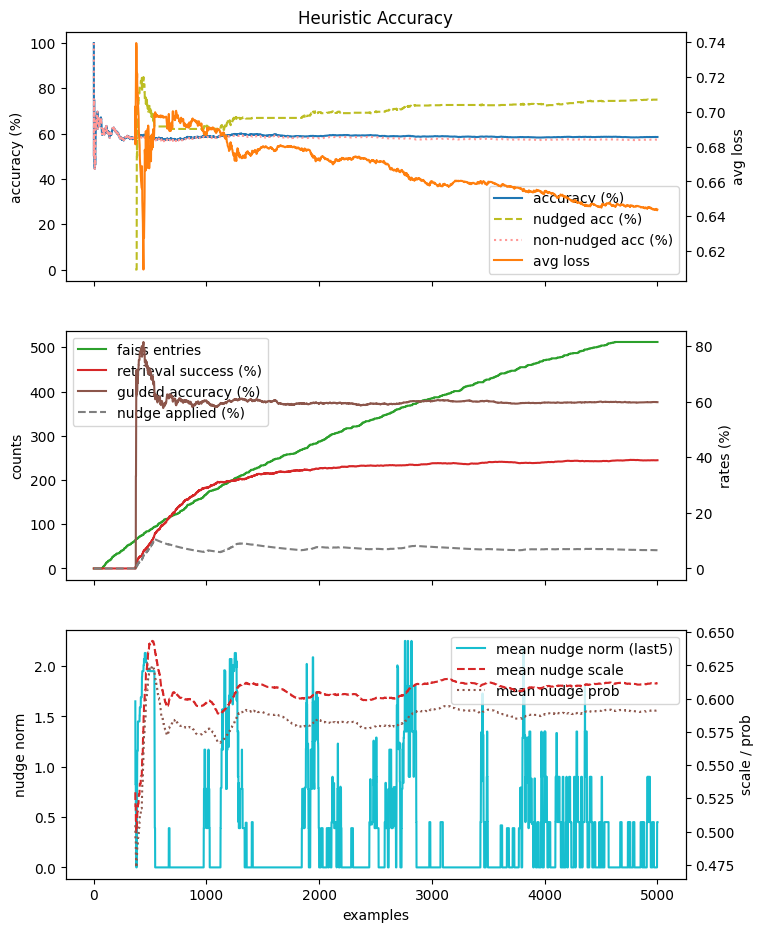 Heuristic Accuracy
100
80
60
40
20
0
accuracy (%)
0.74
0.72
0.70
0.68
0.66
0.64
0.62
avg loss
accuracy (%)
nudged acc (%)
non-nudged acc (%)
avg loss
500
400
300
200
100
0
counts
80
60
40
20
0
rates (%)
faiss entries
retrieval success (%)
guided accuracy (%)
nudge applied (%)
2.0
1.5
1.0
0.5
0.0
nudge norm
0.650
0.625
0.600
0.575
0.550
0.525
0.500
0.475
scale / prob
mean nudge norm (last5)
mean nudge scale
mean nudge prob
0
1000
2000
3000
4000
5000
examples